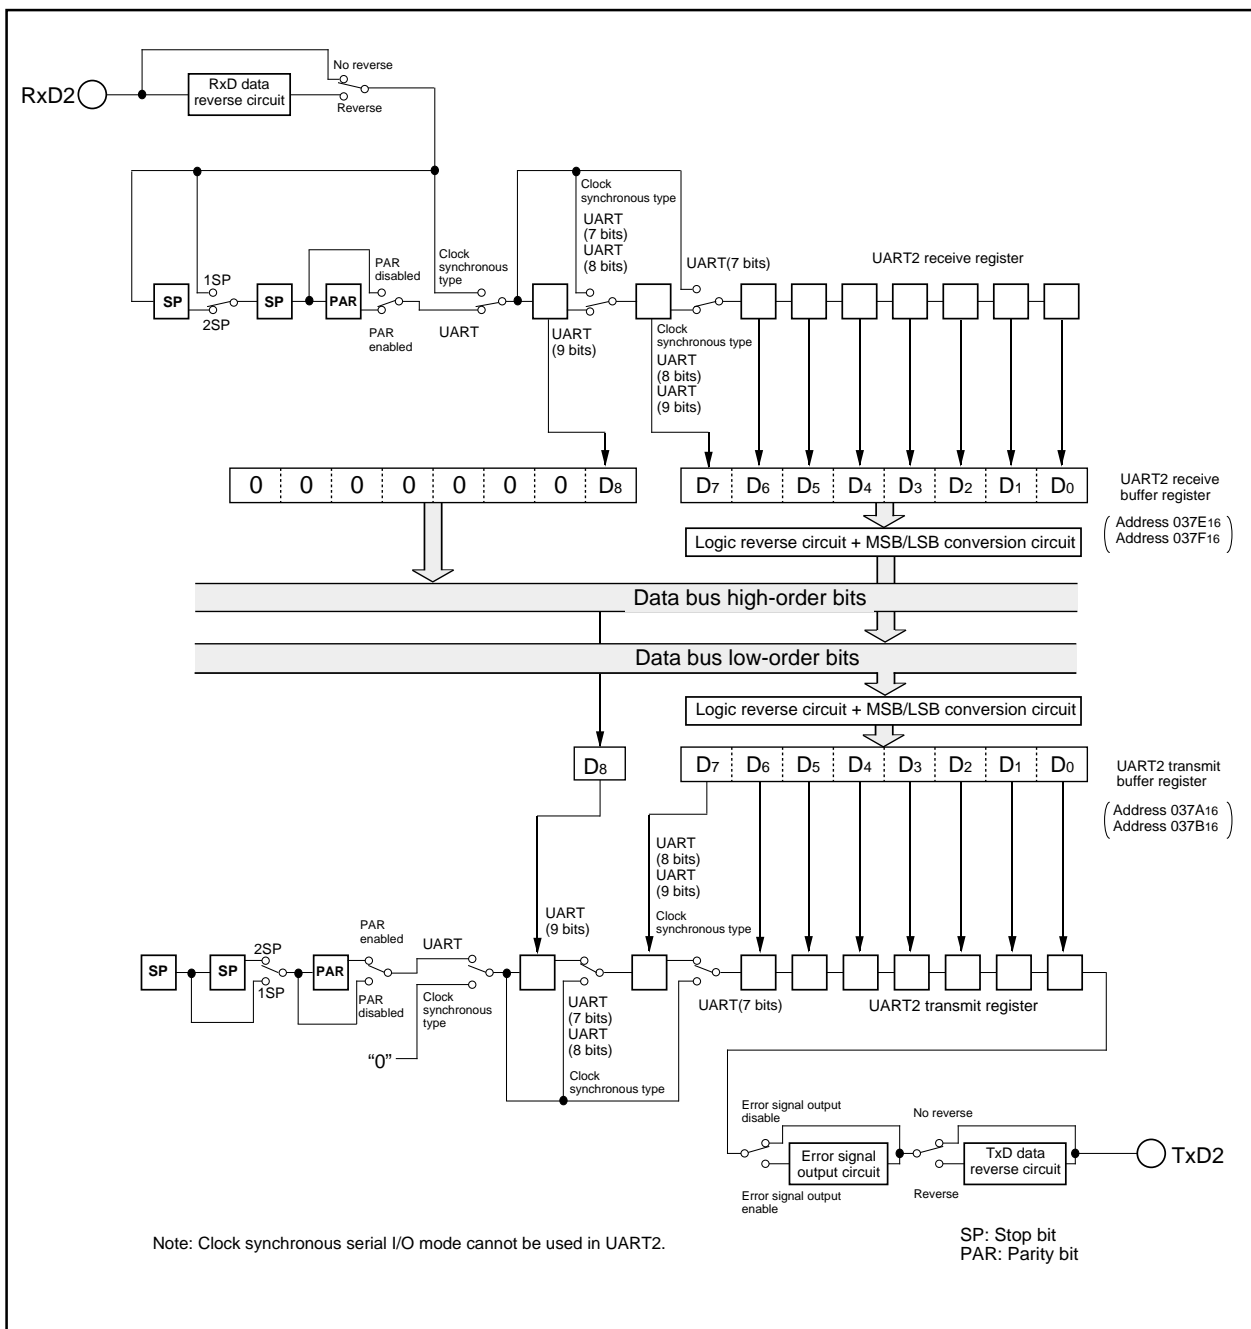 No reverse
RxD2
RxD data
reverse circuit
Reverse
Clock
synchronous type
UART
(7 bits)
UART
(8 bits)
UART(7 bits)
UART2 receive register
PAR
disabled
Clock
synchronous
type
1SP
SP
SP
PAR
2SP
PAR
enabled
UART
UART
(9 bits)
Clock
synchronous type
UART
(8 bits)
UART
(9 bits)
0 0 0 0 0 0 0 D8
D7 D6 D5 D4 D3 D2 D1 D0
UART2 receive
buffer register
Address 037E16
Address 037F16
Logic reverse circuit + MSB/LSB conversion circuit
Data bus high-order bits
Data bus low-order bits
Logic reverse circuit + MSB/LSB conversion circuit
D8
D7 D6 D5 D4 D3 D2 D1 D0
UART2 transmit
buffer register
Address 037A16
Address 037B16
UART
(8 bits)
UART
(9 bits)
Clock
synchronous type
UART
(9 bits)
PAR
enabled
UART
2SP
SP
SP
PAR
1SP
PAR
disabled
Clock
synchronous
type
“0”
UART
(7 bits)
UART
(8 bits)
Clock
synchronous type
UART(7 bits)
UART2 transmit register
Error signal output
disable
No reverse
Error signal
output circuit
TxD data
reverse circuit
TxD2
Error signal output
enable
Reverse
Note: Clock synchronous serial I/O mode cannot be used in UART2.
SP: Stop bit
PAR: Parity bit